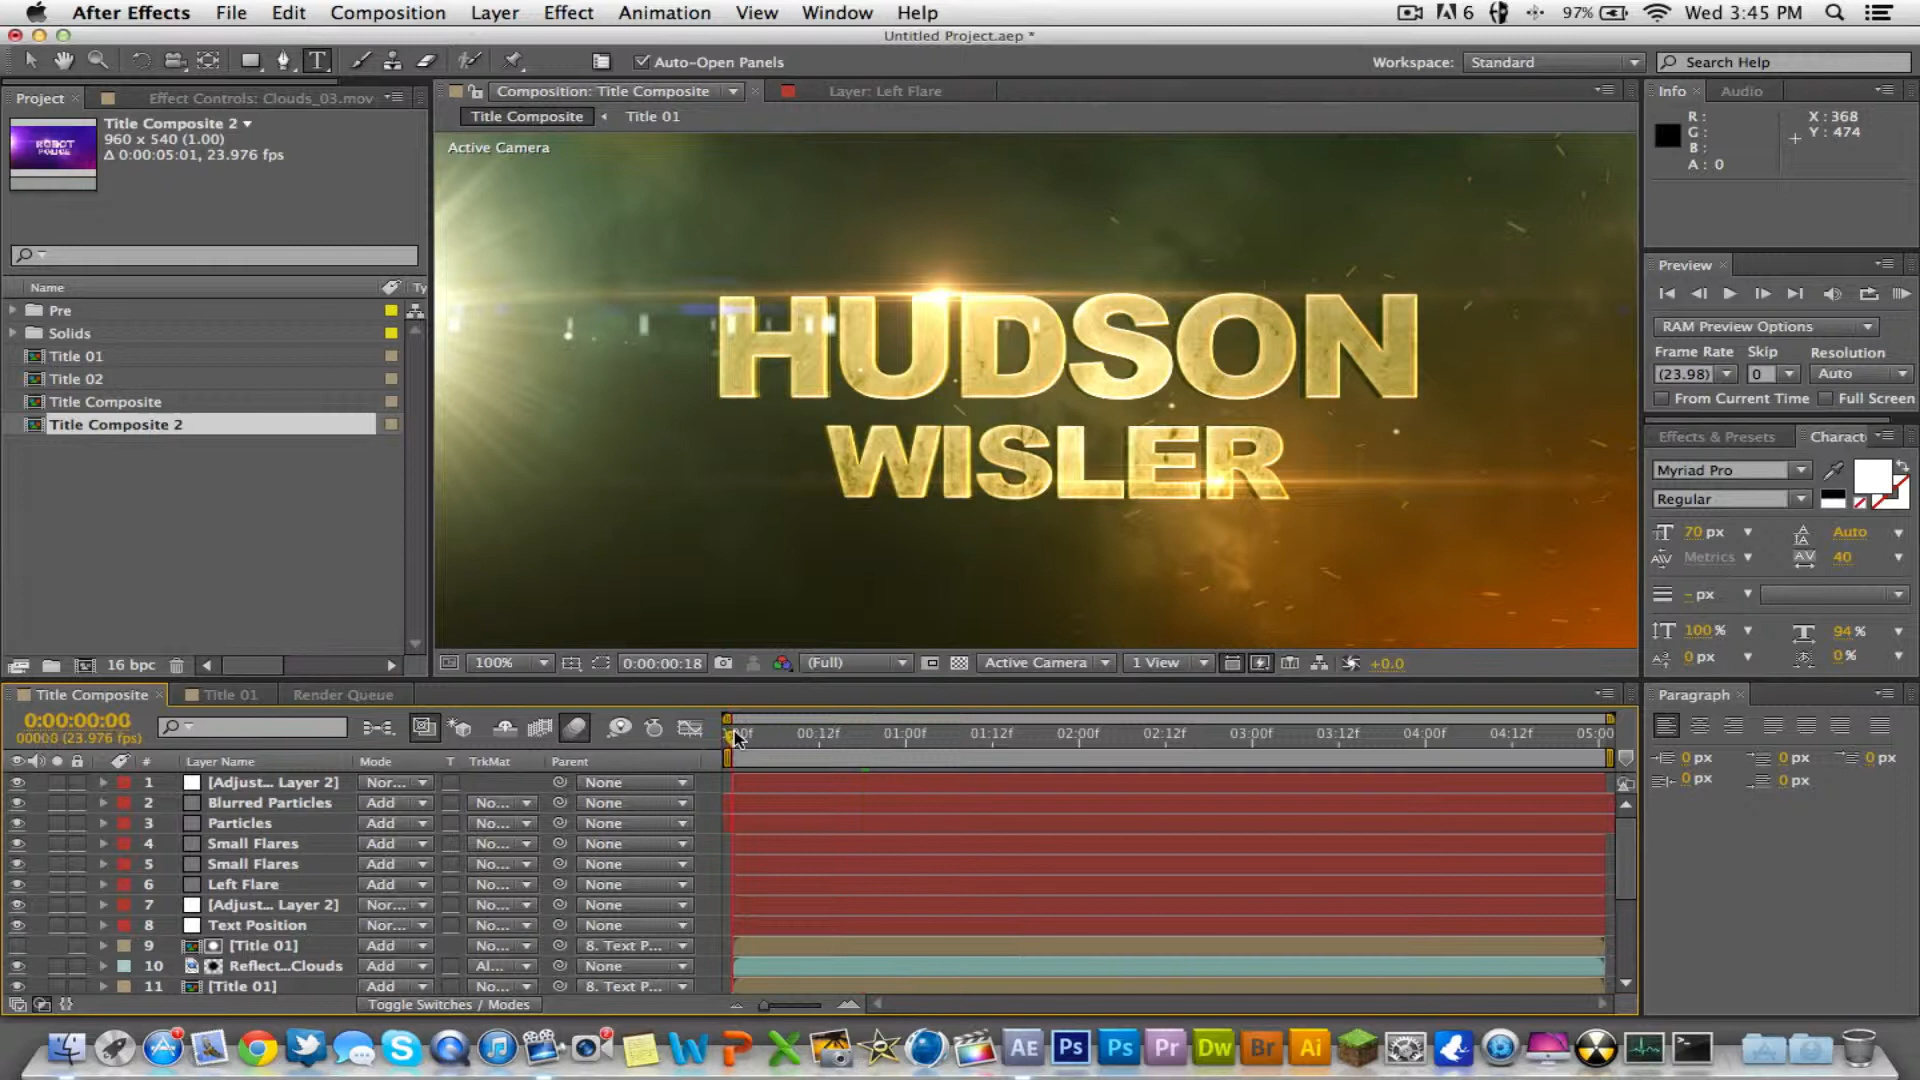 After Effects File Edit Composition Layer Effect Animation View Window Help 6 97% Wed 3:45 PM
Untitled Project.aep *
Auto-Open Panels Workspace: Standard Search Help
Project Effect Controls: Clouds_03.mov Composition: Title Composite Layer: Left Flare Info Audio
Title Composite 2
960 x 540 (1.00)
Δ 0:00:05:01, 23.976 fps
Title Composite Title 01
Active Camera
R :
G :
B :
A : 0
X : 368
Y : 474
HUDSON
WISLER
Name Ty
Pre
Solids
Title 01
Title 02
Title Composite
Title Composite 2
16 bpc
Preview
RAM Preview Options
Frame Rate Skip Resolution
(23.98) 0 Auto
From Current Time Full Screen
Effects & Presets Charact
Myriad Pro
Regular
70 px Auto
Metrics 40
- px
100 % 94 %
0 px 0 %
100% 0:00:00:18 (Full) Active Camera 1 View +0.0
Title Composite Title 01 Render Queue
0:00:00:00
00000 (23.976 fps)
00:12f 01:00f 01:12f 02:00f 02:12f 03:00f 03:12f 04:00f 04:12f 05:00
# Layer Name Mode T TrkMat Parent
1 [Adjust... Layer 2] Nor... None
2 Blurred Particles Add No... None
3 Particles Add No... None
4 Small Flares Add No... None
5 Small Flares Add No... None
6 Left Flare Add No... None
7 [Adjust... Layer 2] Nor... No... None
8 Text Position Nor... No... None
9 [Title 01] Add No... 8. Text P...
10 Reflect...Clouds Add Al... None
11 [Title 01] Add No... 8. Text P...
Toggle Switches / Modes
Paragraph
0 px 0 px 0 px
0 px 0 px
AE Ps Ps Pr Dw Br Ai